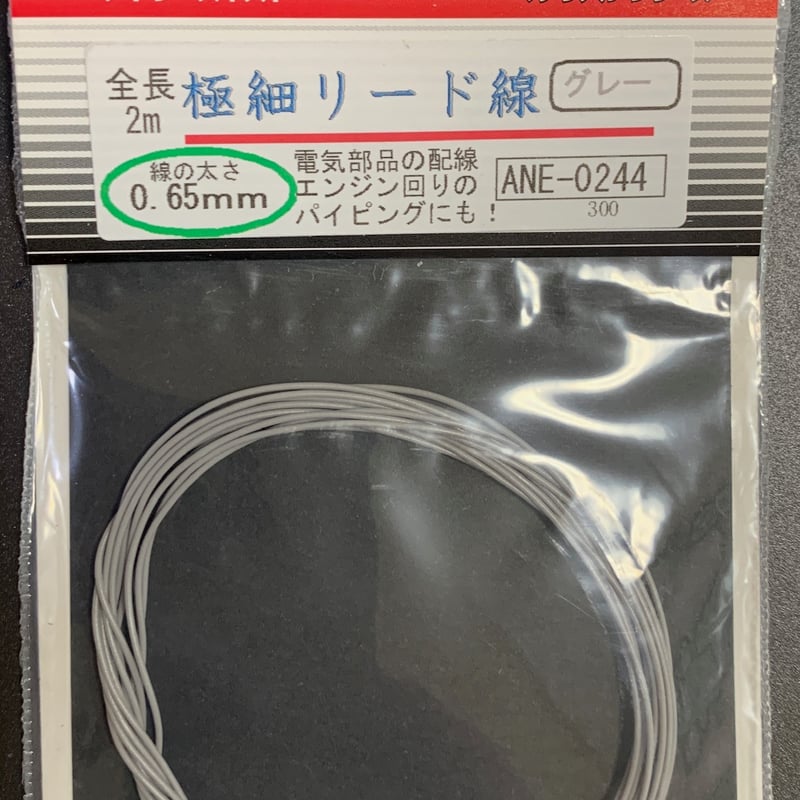 全長
2m
極細リード線
グレー
線の太さ
0.65mm
電気部品の配線
エンジン回りの
パイピングにも!
ANE-0244
300